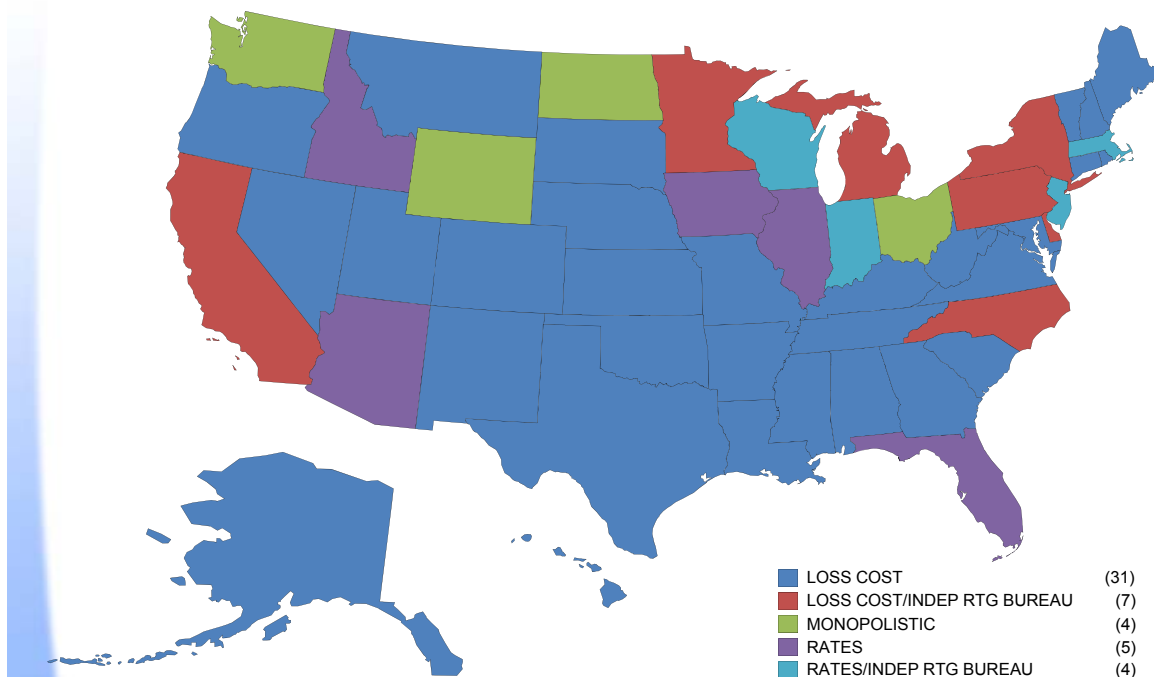 LOSS COST (31)
LOSS COST/INDEP RTG BUREAU (7)
MONOPOLISTIC (4)
RATES (5)
RATES/INDEP RTG BUREAU (4)